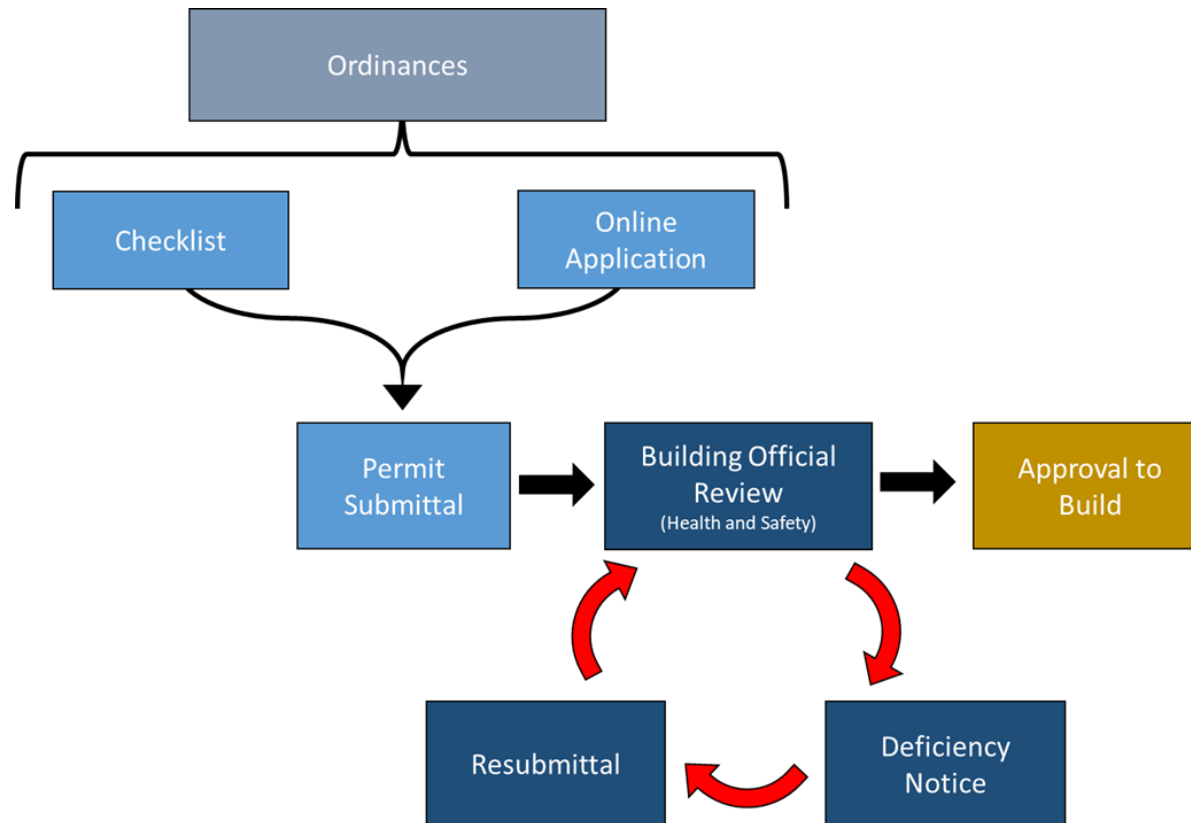 Ordinances
Checklist
Online
Application
Permit
Submittal
Building Official
Review
(Health and Safety)
Approval to
Build
Resubmittal
Deficiency
Notice